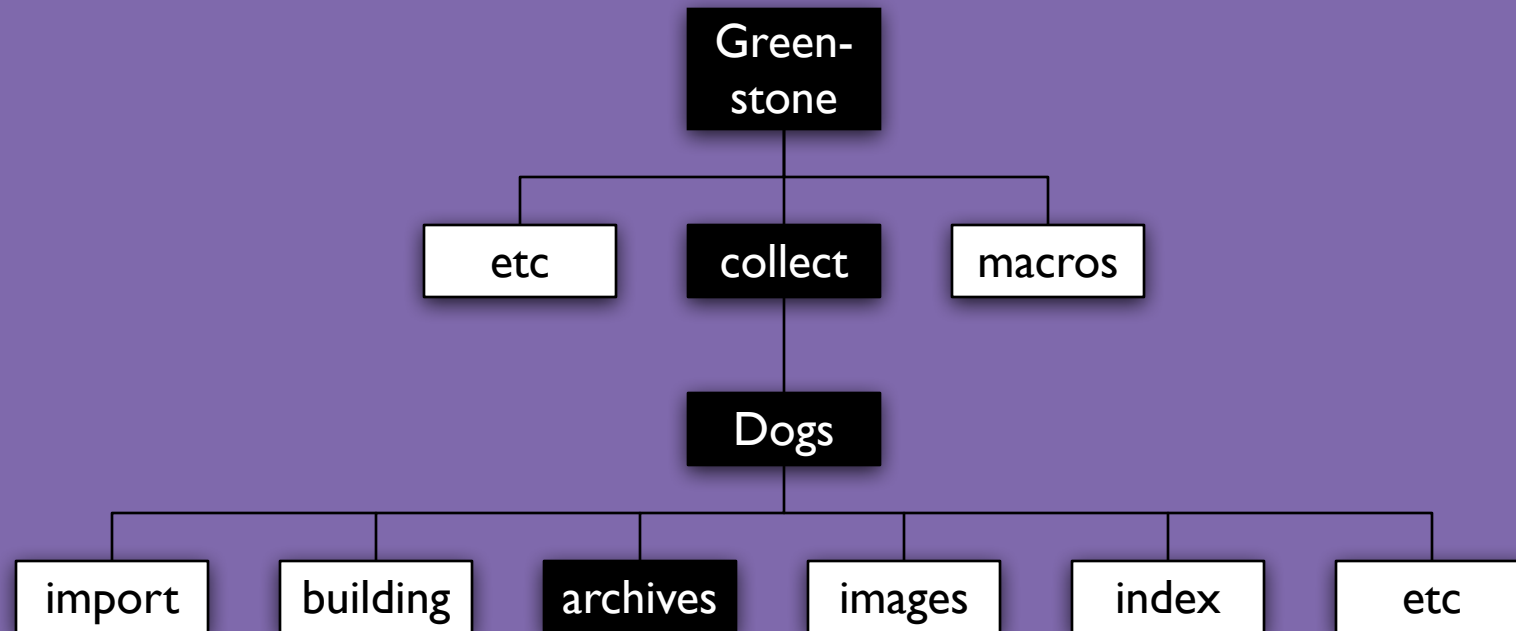 Green-
stone
etc
collect
macros
Dogs
import
building
archives
images
index
etc